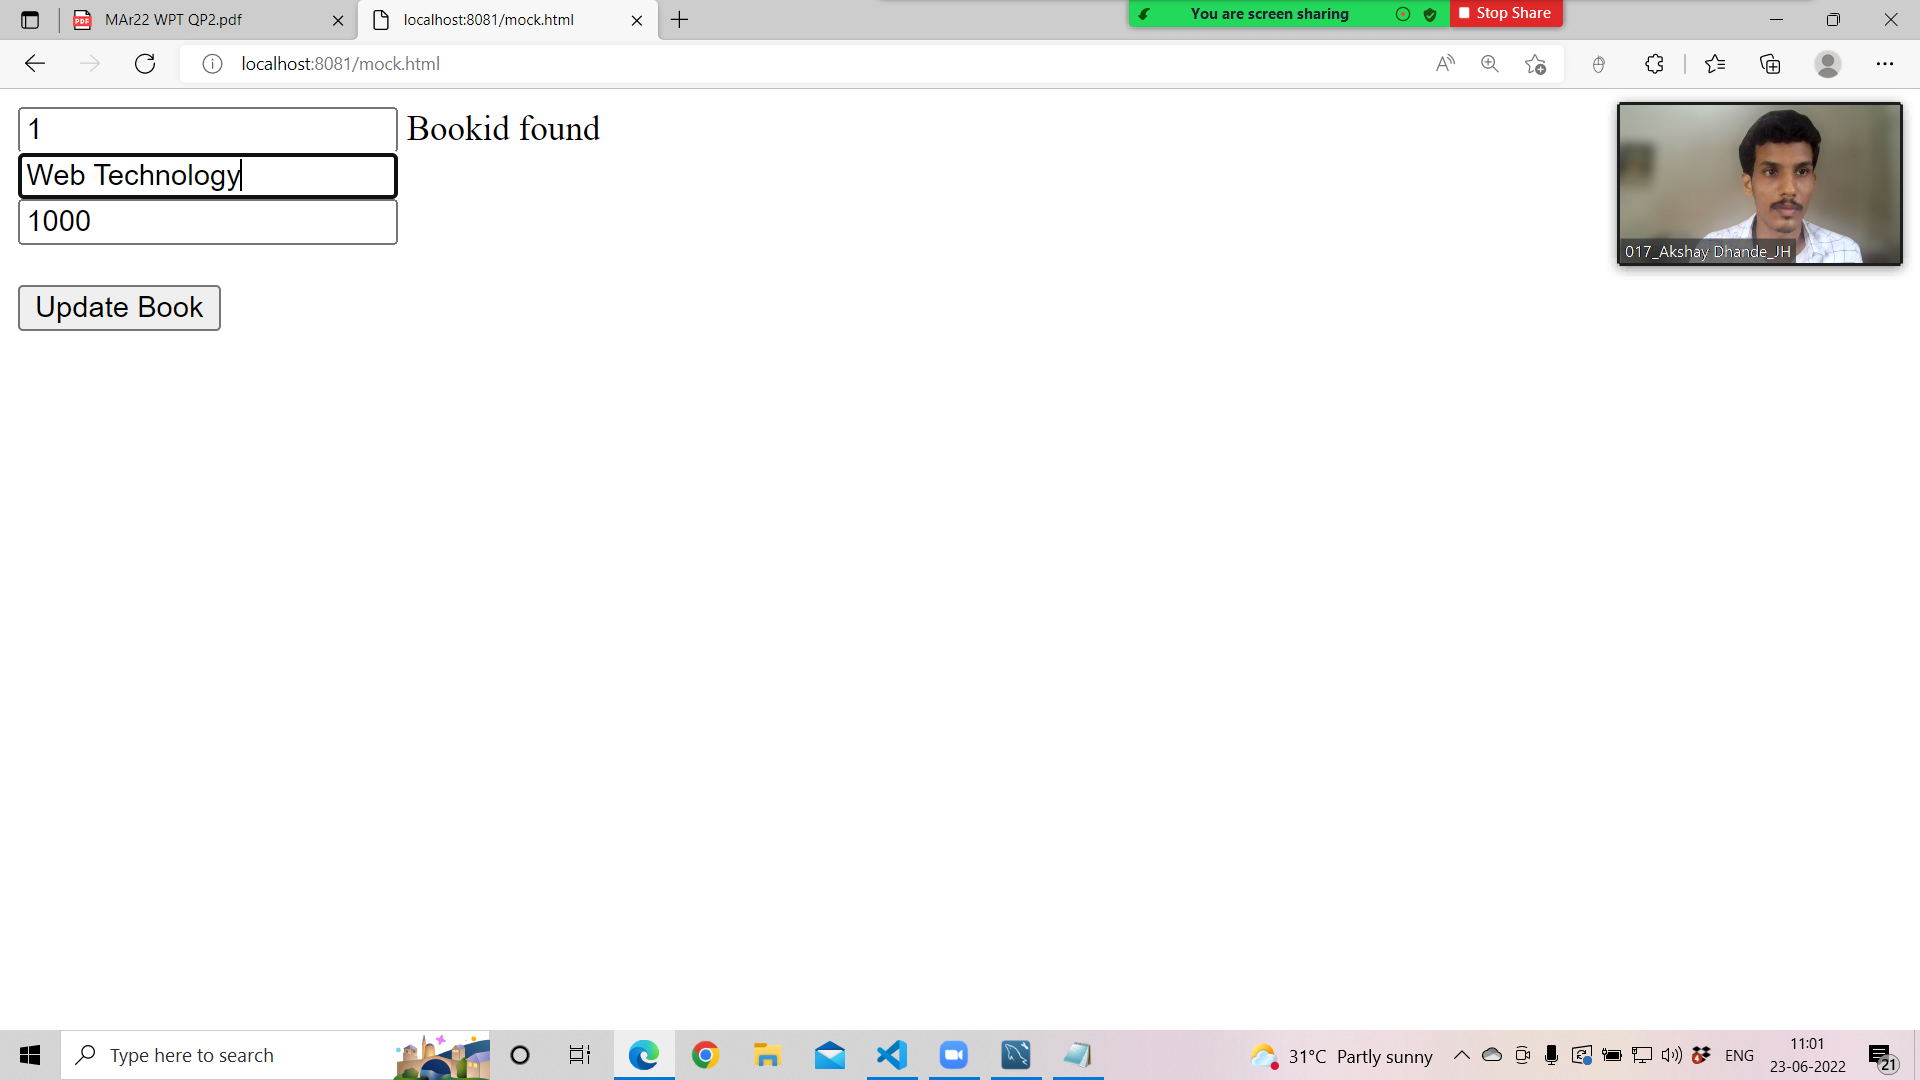 MAr22 WPT QP2.pdf
localhost:8081/mock.html
You are screen sharing
Stop Share
localhost:8081/mock.html
1
Bookid found
Web Technology
1000
Update Book
017_Akshay Dhande_JH
Type here to search
31°C Partly sunny
ENG
11:01
23-06-2022
21